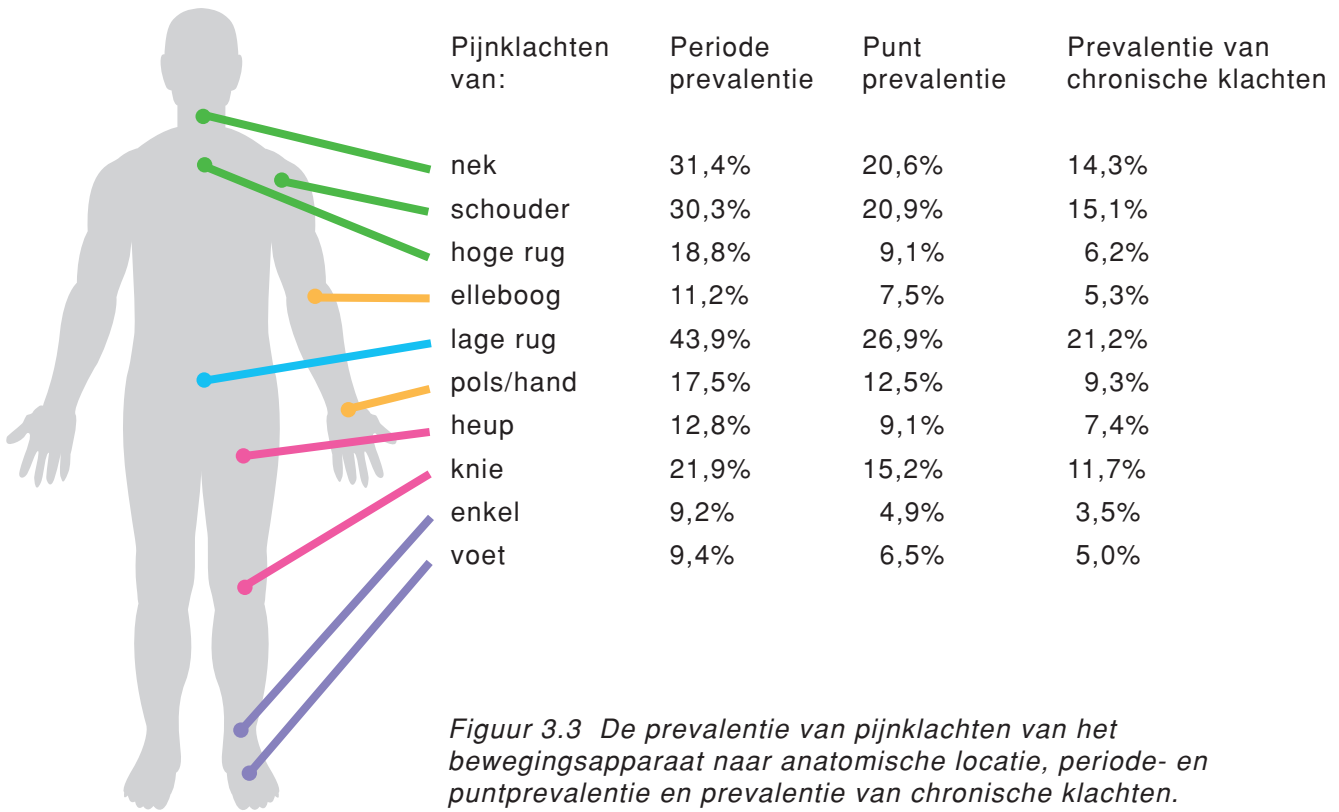 Pijnklachten van: Periode prevalentie Punt prevalentie Prevalentie van chronische klachten
nek 31,4% 20,6% 14,3%
schouder 30,3% 20,9% 15,1%
hoge rug 18,8% 9,1% 6,2%
elleboog 11,2% 7,5% 5,3%
lage rug 43,9% 26,9% 21,2%
pols/hand 17,5% 12,5% 9,3%
heup 12,8% 9,1% 7,4%
knie 21,9% 15,2% 11,7%
enkel 9,2% 4,9% 3,5%
voet 9,4% 6,5% 5,0%
Figuur 3.3 De prevalentie van pijnklachten van het
bewegingsapparaat naar anatomische locatie, periode- en
puntprevalentie en prevalentie van chronische klachten.